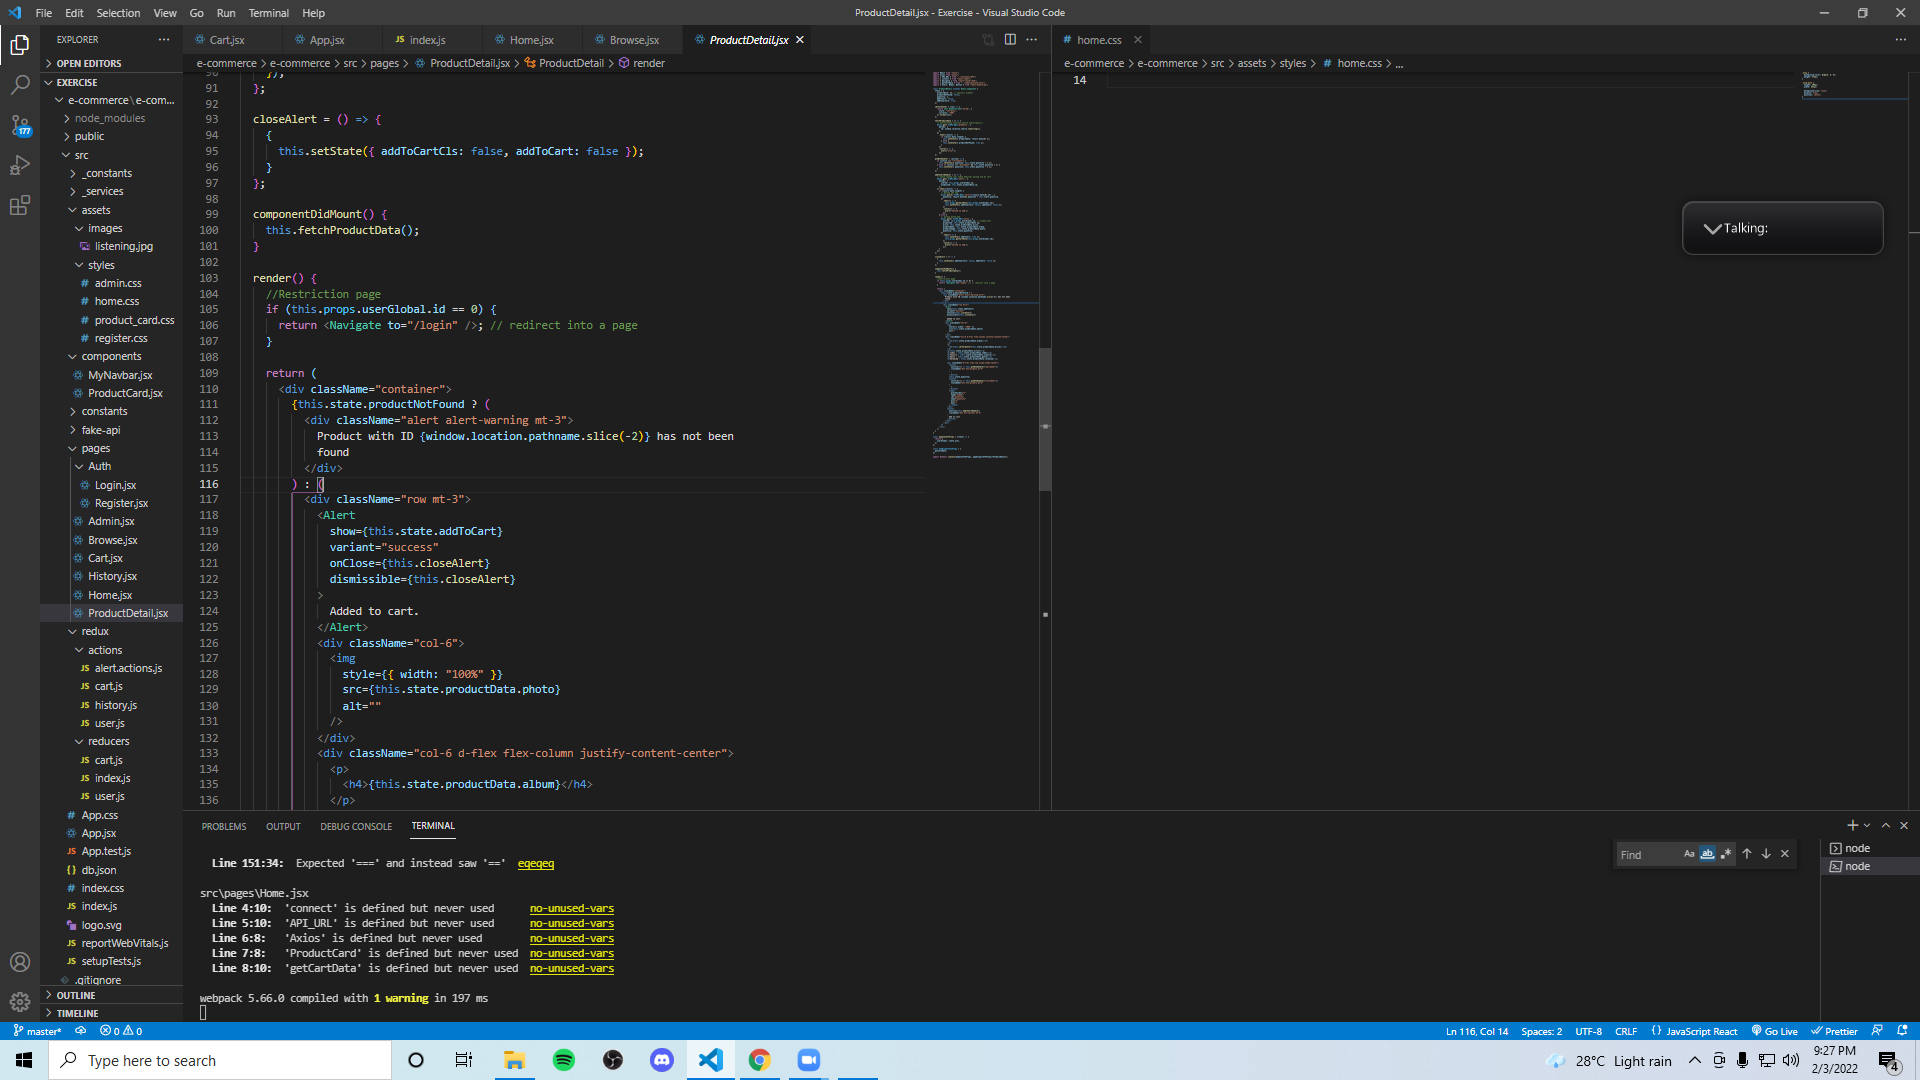 File Edit Selection View Go Run Terminal Help
ProductDetail.jsx - Exercise - Visual Studio Code
EXPLORER
OPEN EDITORS
EXERCISE
e-commerce\e-com...
node_modules
public
src
_constants
_services
assets
images
listening.jpg
styles
# admin.css
# home.css
# product_card.css
# register.css
components
MyNavbar.jsx
ProductCard.jsx
constants
fake-api
pages
Auth
Login.jsx
Register.jsx
Admin.jsx
Browse.jsx
Cart.jsx
History.jsx
Home.jsx
ProductDetail.jsx
redux
actions
JS alert.actions.js
JS cart.js
JS history.js
JS user.js
reducers
JS cart.js
JS index.js
JS user.js
# App.css
App.jsx
JS App.test.js
{} db.json
# index.css
JS index.js
logo.svg
JS reportWebVitals.js
JS setupTests.js
.gitignore
OUTLINE
TIMELINE
177
Cart.jsx
App.jsx
JS index.js
Home.jsx
Browse.jsx
ProductDetail.jsx
e-commerce > e-commerce > src > pages > ProductDetail.jsx > ProductDetail > render
90 });
91 };
92
93 closeAlert = () => {
94 {
95 this.setState({ addToCartCls: false, addToCart: false });
96 }
97 };
98
99 componentDidMount() {
100 this.fetchProductData();
101 }
102
103 render() {
104 //Restriction page
105 if (this.props.userGlobal.id == 0) {
106 return <Navigate to="/login" />; // redirect into a page
107 }
108
109 return (
110 <div className="container">
111 {this.state.productNotFound ? (
112 <div className="alert alert-warning mt-3">
113 Product with ID {window.location.pathname.slice(-2)} has not been
114 found
115 </div>
116 ) : (
117 <div className="row mt-3">
118 <Alert
119 show={this.state.addToCart}
120 variant="success"
121 onClose={this.closeAlert}
122 dismissible={this.closeAlert}
123 >
124 Added to cart.
125 </Alert>
126 <div className="col-6">
127 <img
128 style={{ width: "100%" }}
129 src={this.state.productData.photo}
130 alt=""
131 />
132 </div>
133 <div className="col-6 d-flex flex-column justify-content-center">
134 <p>
135 <h4>{this.state.productData.album}</h4>
136 </p>
# home.css
e-commerce > e-commerce > src > assets > styles > # home.css > ...
14
Talking:
PROBLEMS OUTPUT DEBUG CONSOLE TERMINAL
Line 151:34: Expected '===' and instead saw '==' eqeqeq
src\pages\Home.jsx
Line 4:10: 'connect' is defined but never used no-unused-vars
Line 5:10: 'API_URL' is defined but never used no-unused-vars
Line 6:8: 'Axios' is defined but never used no-unused-vars
Line 7:8: 'ProductCard' is defined but never used no-unused-vars
Line 8:10: 'getCartData' is defined but never used no-unused-vars
webpack 5.66.0 compiled with 1 warning in 197 ms
Find Aa ab
node
node
master* 0 0
Ln 116, Col 14 Spaces: 2 UTF-8 CRLF {} JavaScript React Go Live Prettier
Type here to search
28°C Light rain
9:27 PM
2/3/2022
4